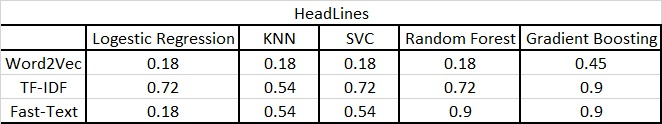 HeadLines
Logestic Regression KNN SVC Random Forest Gradient Boosting
Word2Vec 0.18 0.18 0.18 0.18 0.45
TF-IDF 0.72 0.54 0.72 0.72 0.9
Fast-Text 0.18 0.54 0.54 0.9 0.9